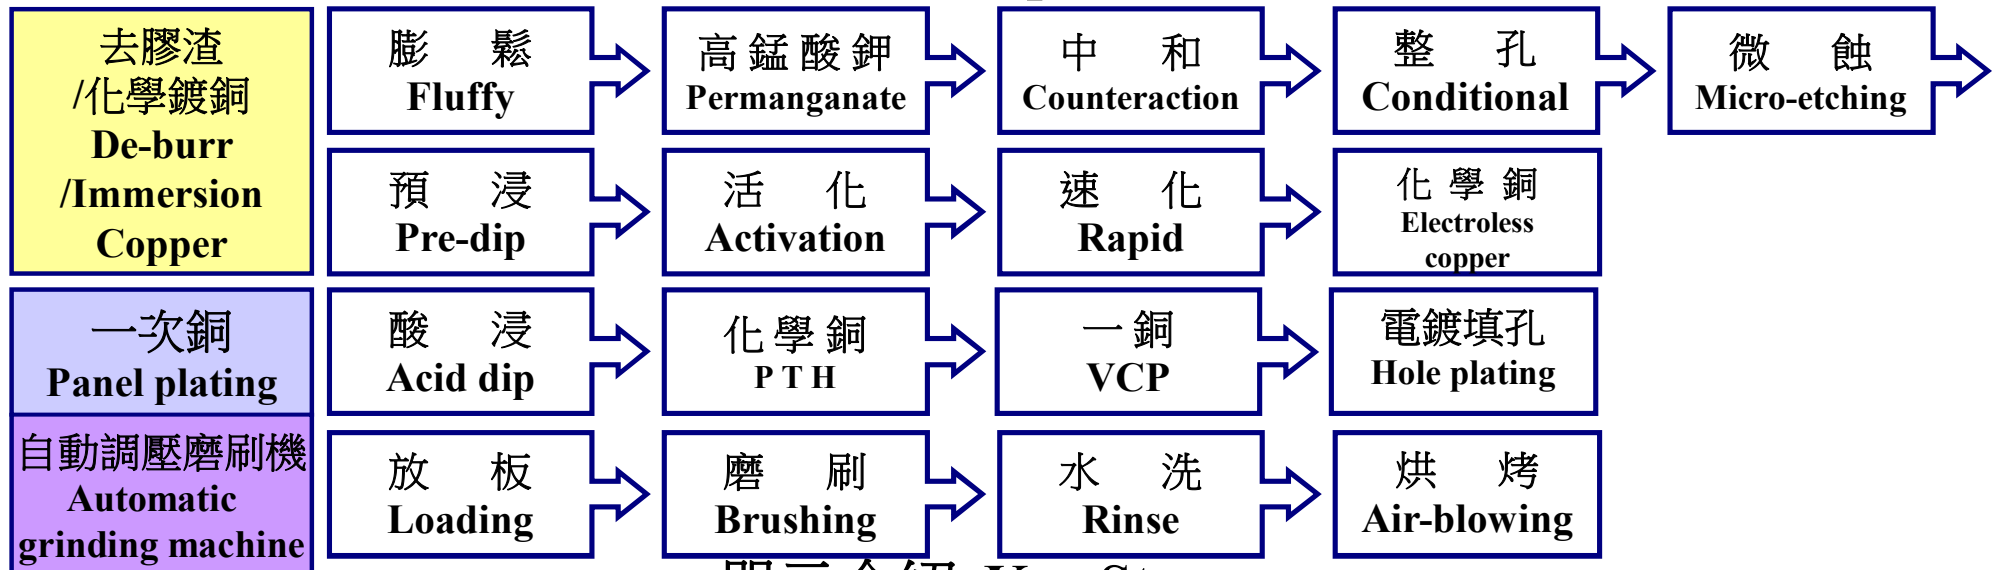 去膠渣
/化學鍍銅
De-burr
/Immersion
Copper
膨 鬆
Fluffy
高錳酸鉀
Permanganate
中 和
Counteraction
整 孔
Conditional
微 蝕
Micro-etching
預 浸
Pre-dip
活 化
Activation
速 化
Rapid
化學銅
Electroless
copper
一次銅
Panel plating
酸 浸
Acid dip
化學銅
P T H
一銅
VCP
電鍍填孔
Hole plating
自動調壓磨刷機
Automatic
grinding machine
放 板
Loading
磨 刷
Brushing
水 洗
Rinse
烘 烤
Air-blowing